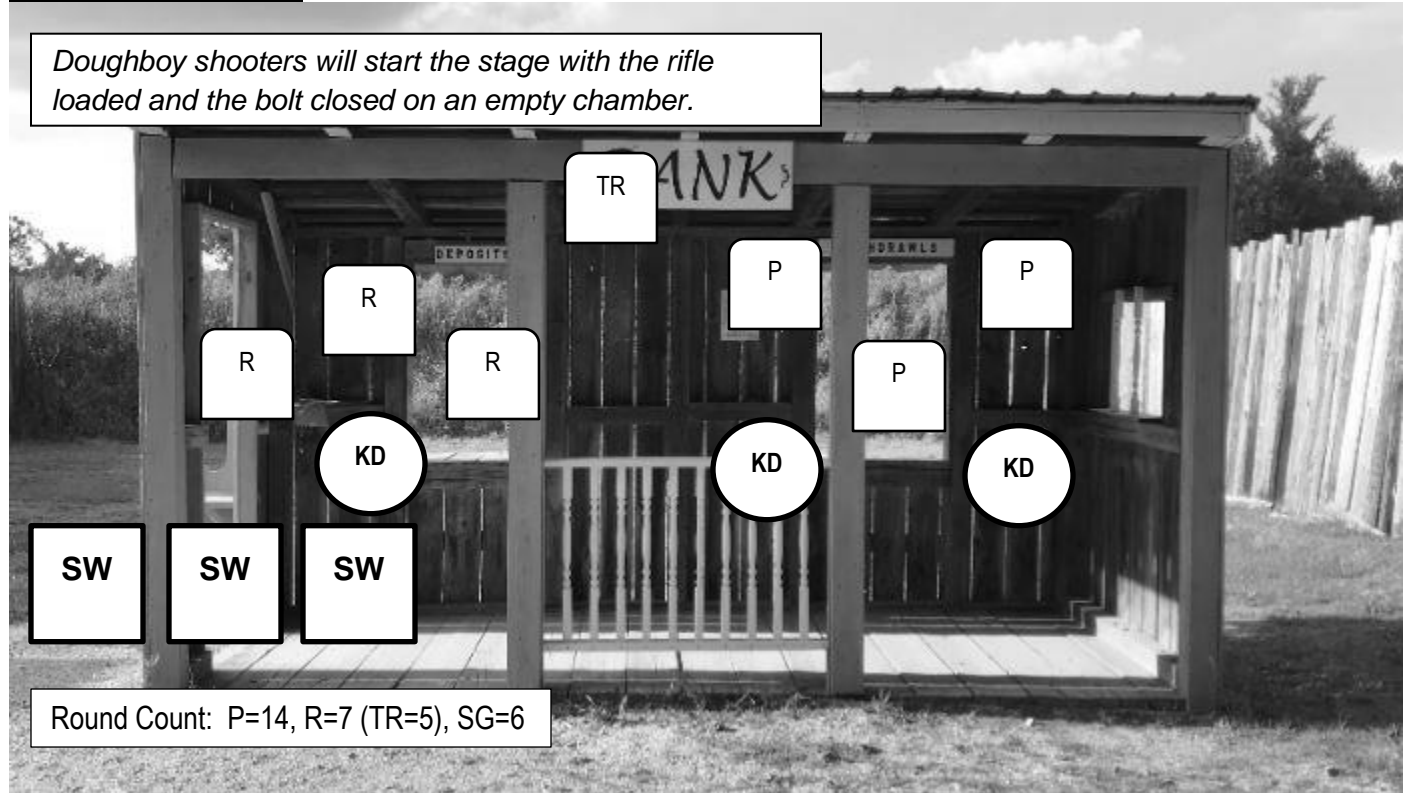 Doughboy shooters will start the stage with the rifle
loaded and the bolt closed on an empty chamber.
TR
DEPOSITS
P
P
R
R
R
P
KD
KD
KD
SW
SW
SW
Round Count: P=14, R=7 (TR=5), SG=6